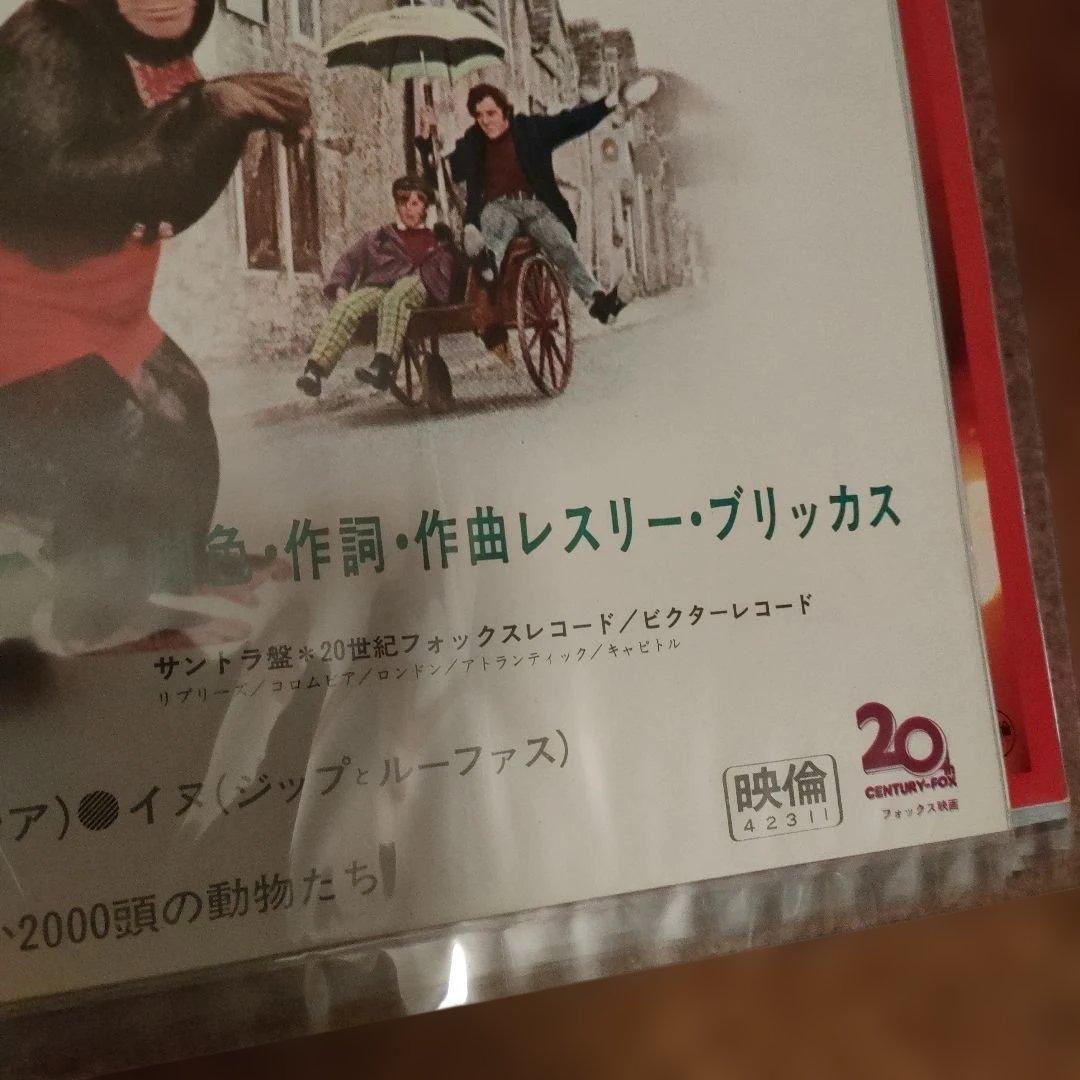 色・作詞・作曲レスリー・ブリッカス
サントラ盤＊20世紀フォックスレコード/ビクターレコード
リプリーズ/コロムビア/ロンドン/アトランティック/キャピトル
ア)●イヌ(ジップとルーファス)
2000頭の動物たち
映倫
42311
20th
CENTURY-FOX
フォックス映画